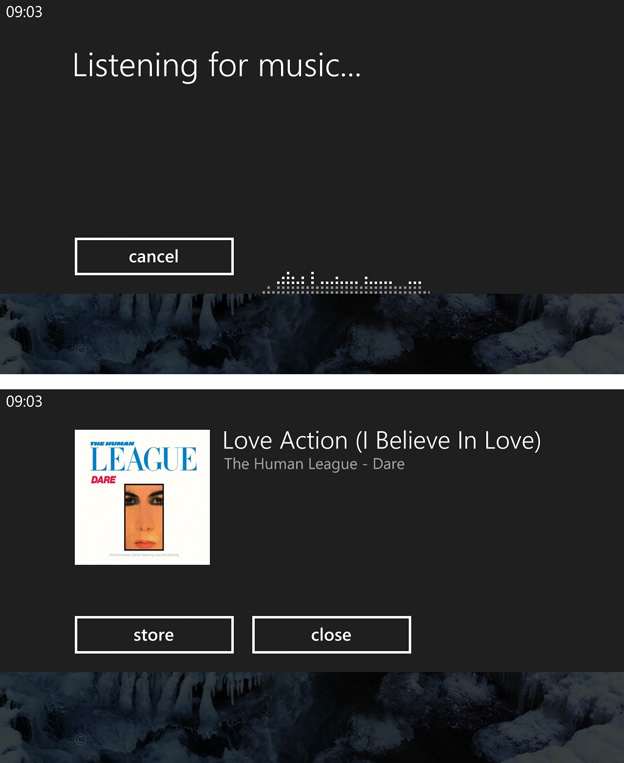 09:03
Listening for music...
cancel
09:03
THE HUMAN
LEAGUE
DARE
Love Action (I Believe In Love)
The Human League - Dare
store
close